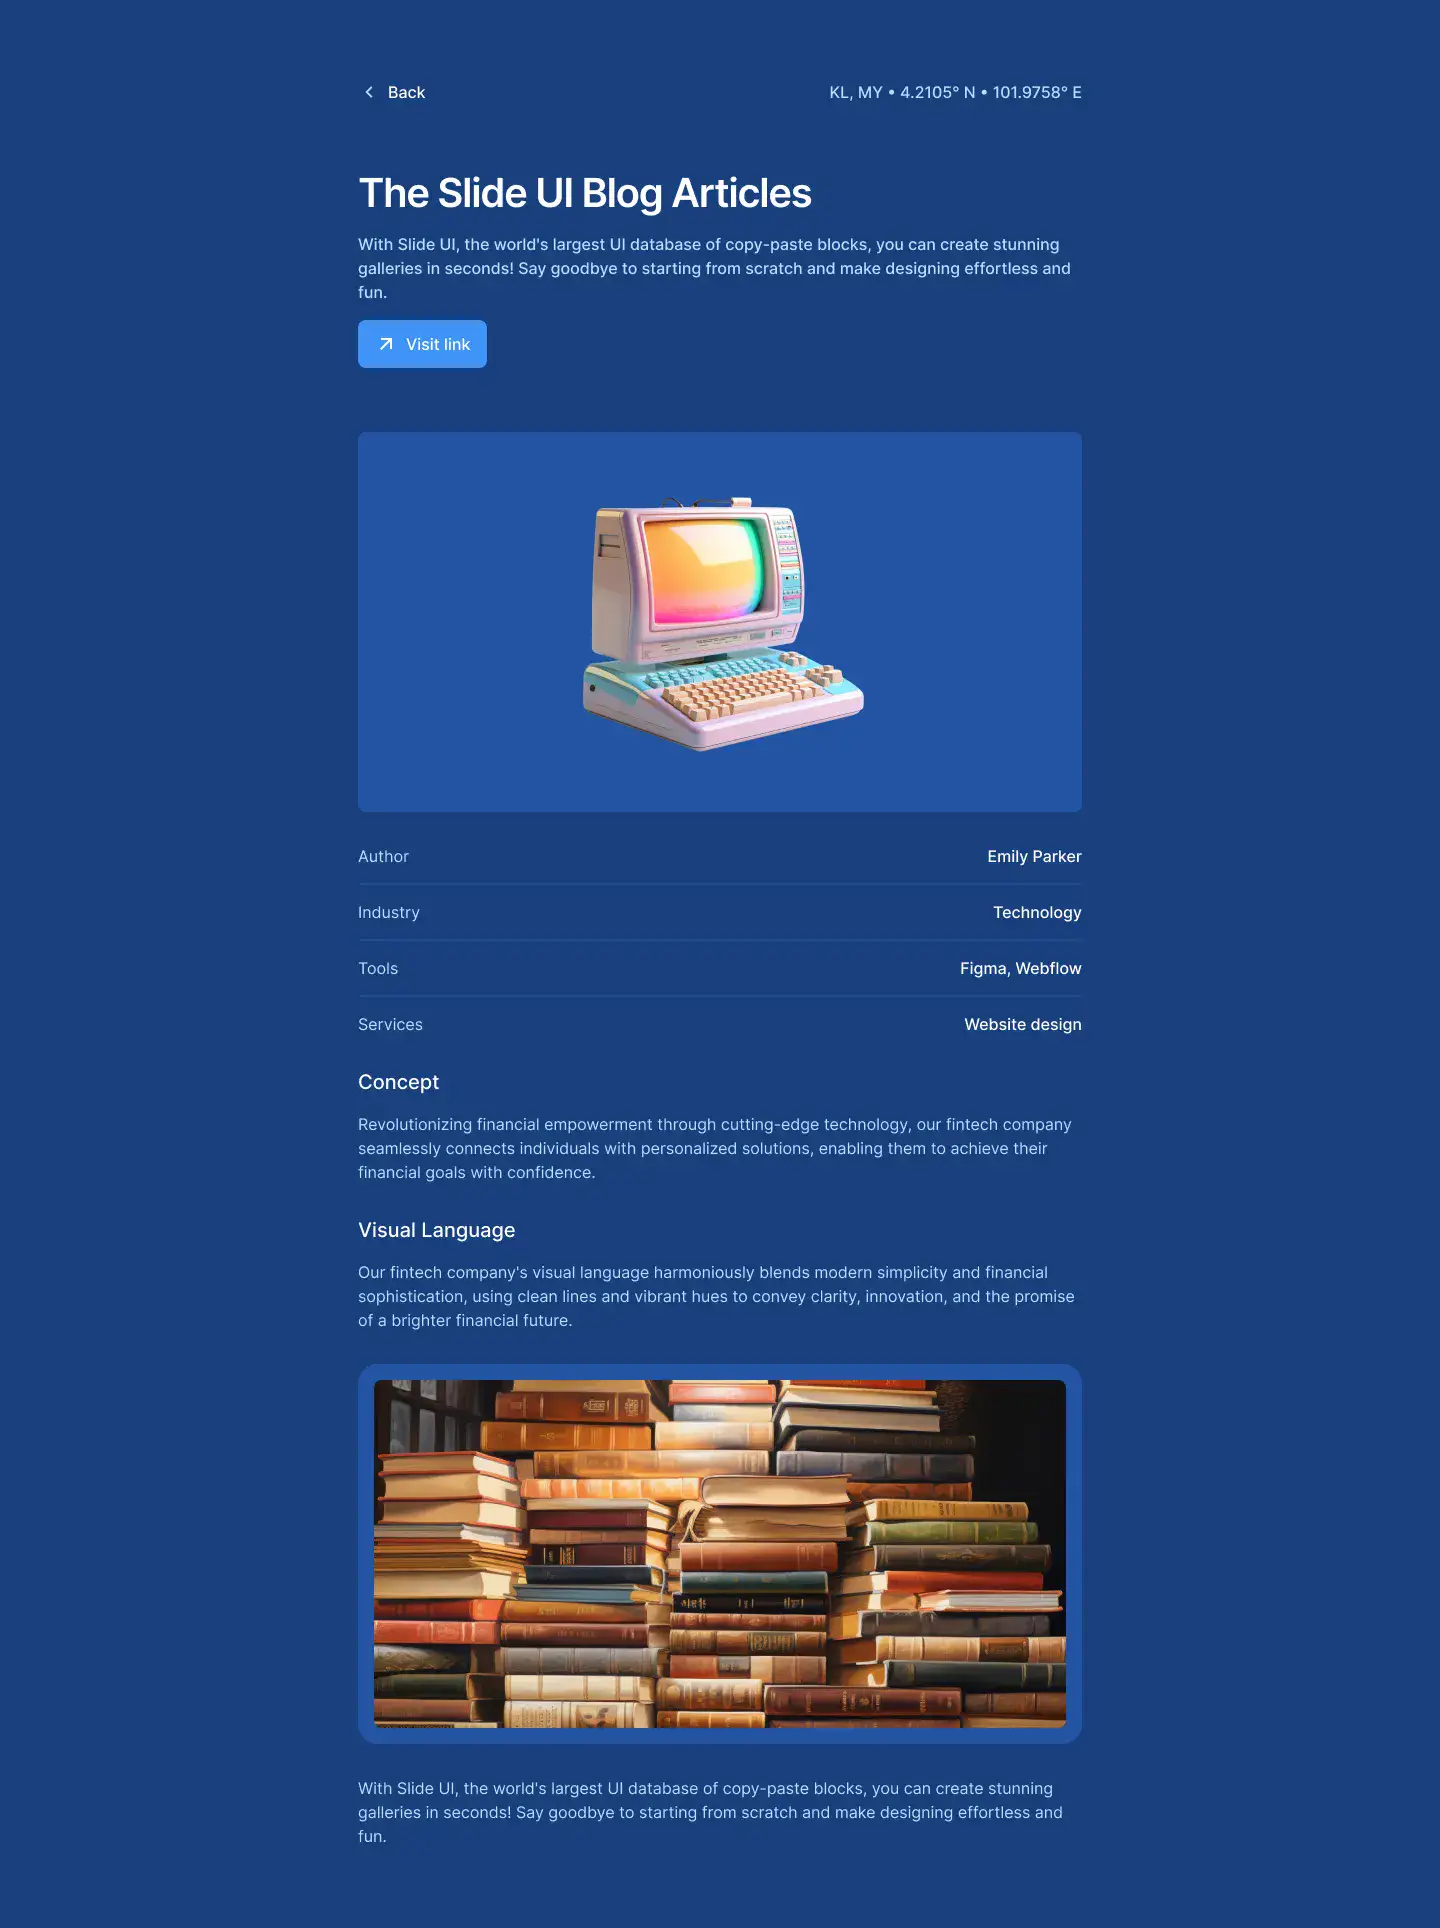 Back
KL, MY • 4.2105° N • 101.9758° E
The Slide UI Blog Articles
With Slide UI, the world's largest UI database of copy-paste blocks, you can create stunning
galleries in seconds! Say goodbye to starting from scratch and make designing effortless and
fun.
Visit link
Author
Emily Parker
Industry
Technology
Tools
Figma, Webflow
Services
Website design
Concept
Revolutionizing financial empowerment through cutting-edge technology, our fintech company
seamlessly connects individuals with personalized solutions, enabling them to achieve their
financial goals with confidence.
Visual Language
Our fintech company's visual language harmoniously blends modern simplicity and financial
sophistication, using clean lines and vibrant hues to convey clarity, innovation, and the promise
of a brighter financial future.
With Slide UI, the world's largest UI database of copy-paste blocks, you can create stunning
galleries in seconds! Say goodbye to starting from scratch and make designing effortless and
fun.